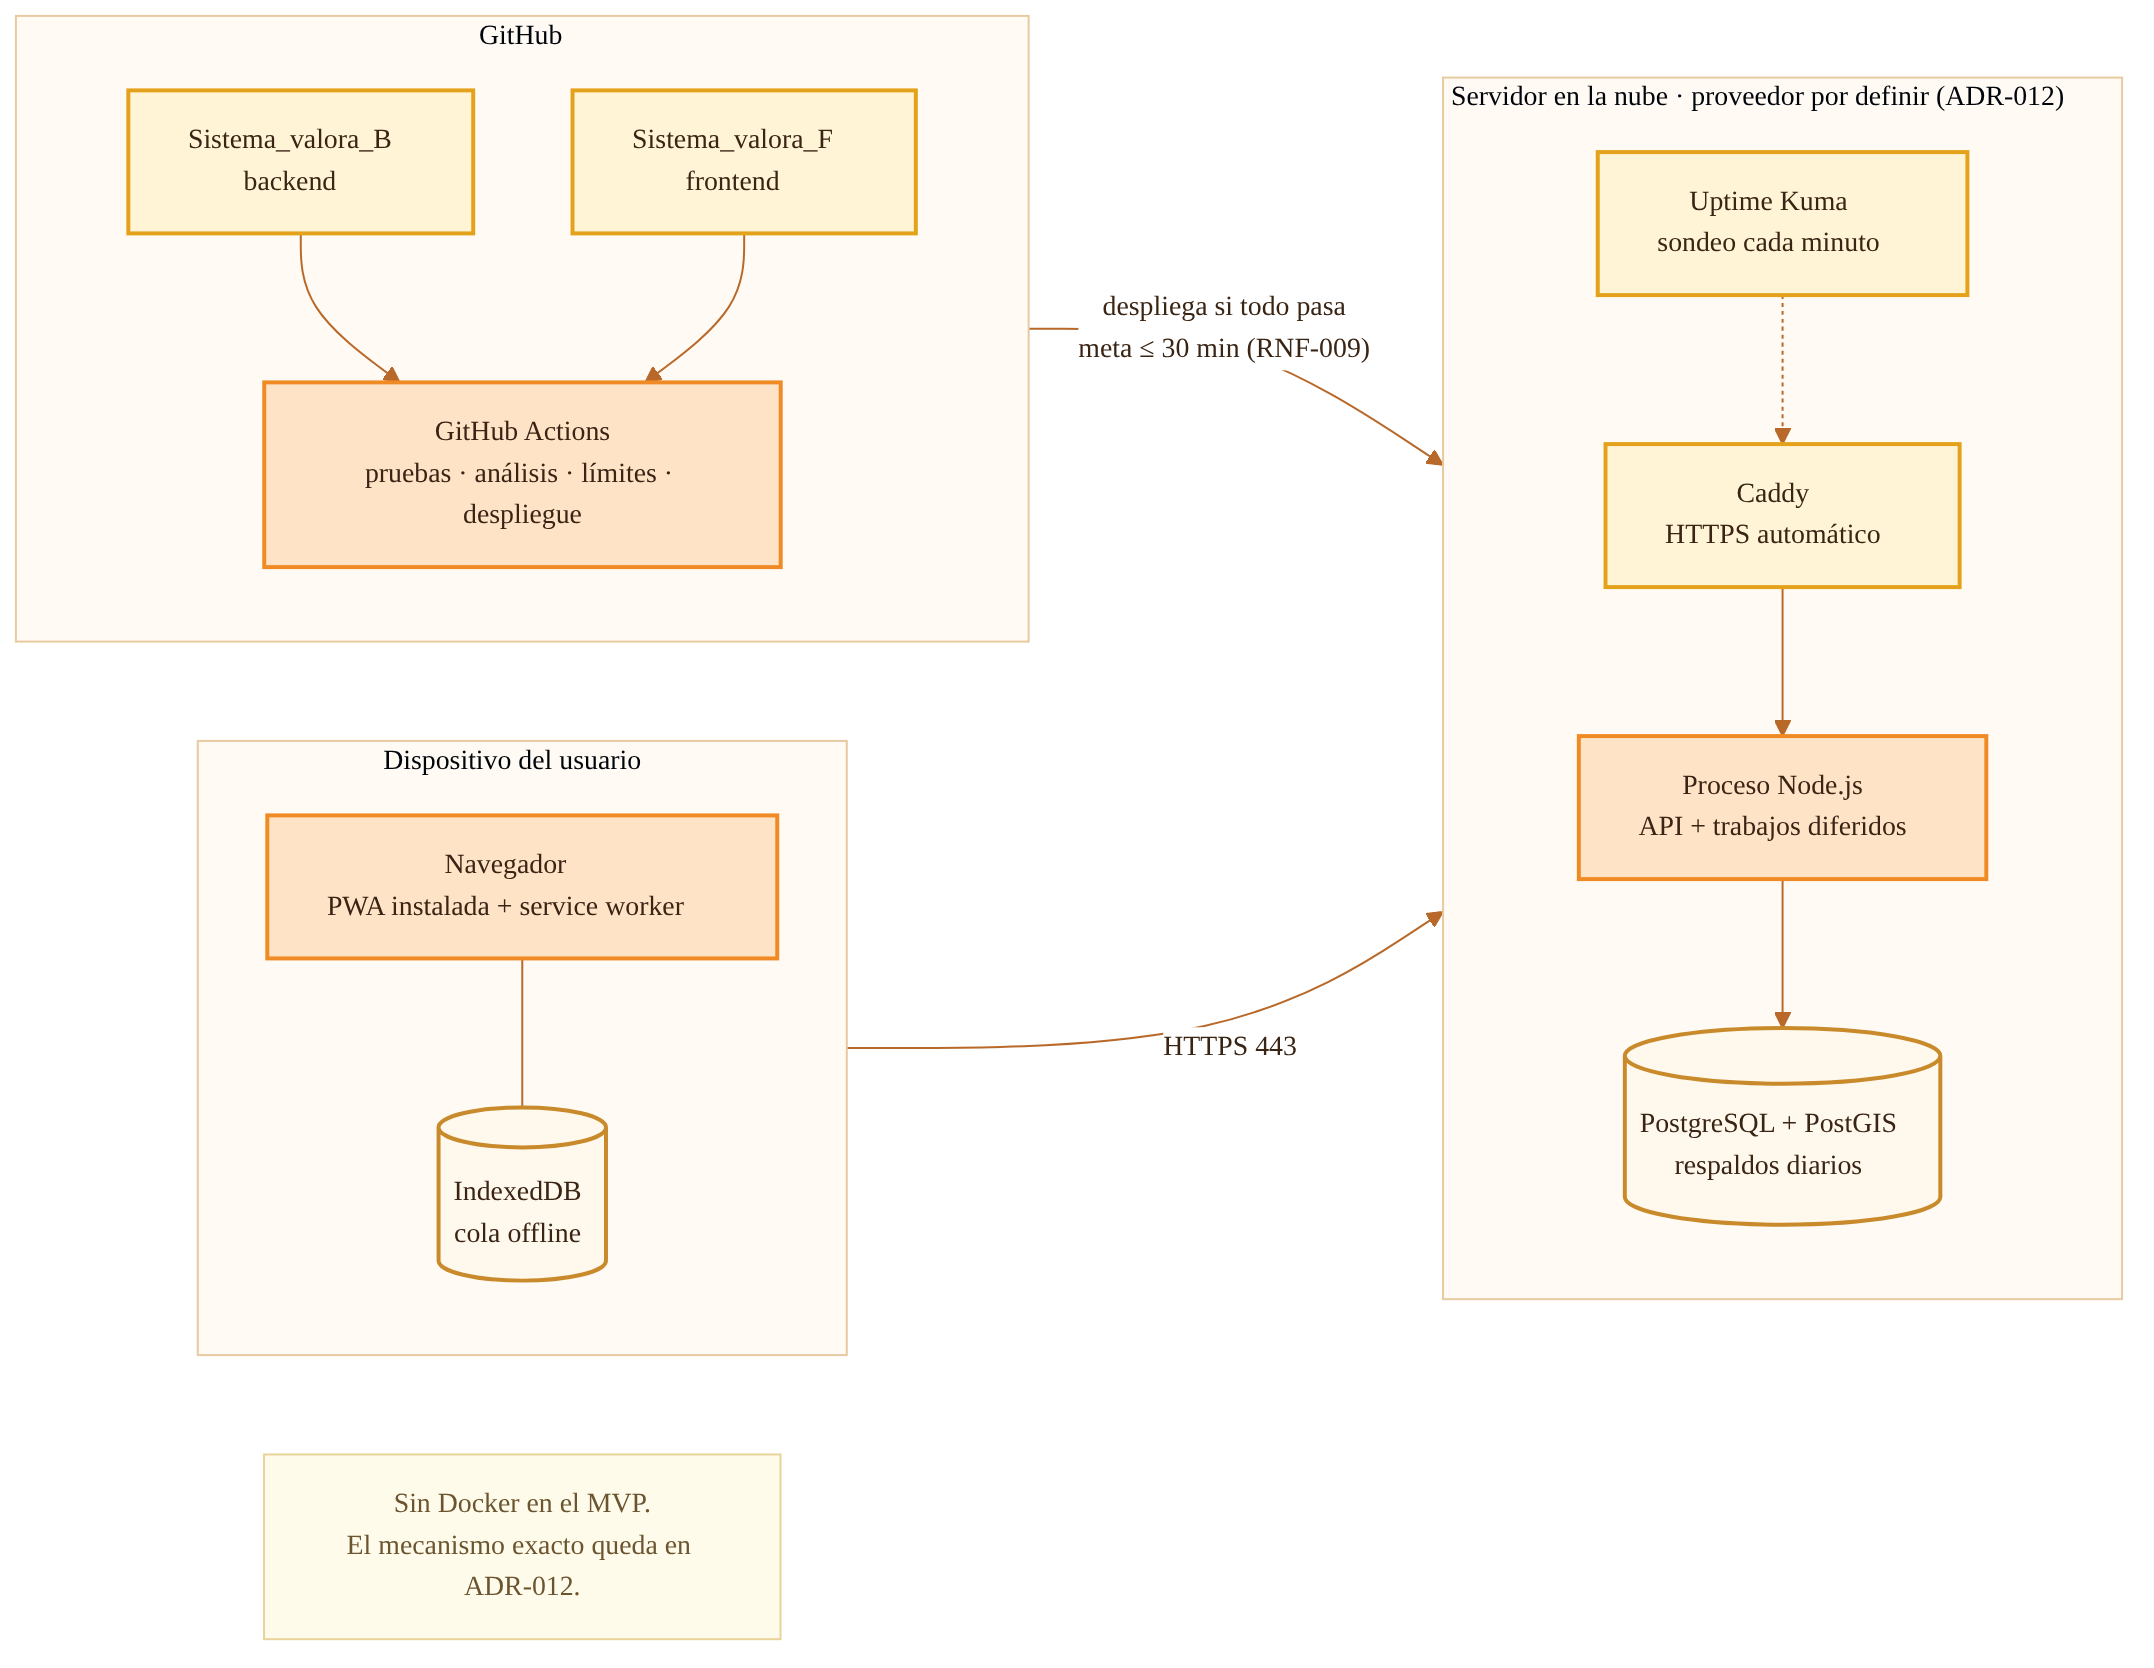 GitHub
Sistema_valora_B
backend
Sistema_valora_F
frontend
GitHub Actions
pruebas · análisis · límites ·
despliegue
despliega si todo pasa
meta ≤ 30 min (RNF-009)
Servidor en la nube · proveedor por definir (ADR-012)
Uptime Kuma
sondeo cada minuto
Caddy
HTTPS automático
Proceso Node.js
API + trabajos diferidos
PostgreSQL + PostGIS
respaldos diarios
Dispositivo del usuario
Navegador
PWA instalada + service worker
IndexedDB
cola offline
HTTPS 443
Sin Docker en el MVP.
El mecanismo exacto queda en
ADR-012.